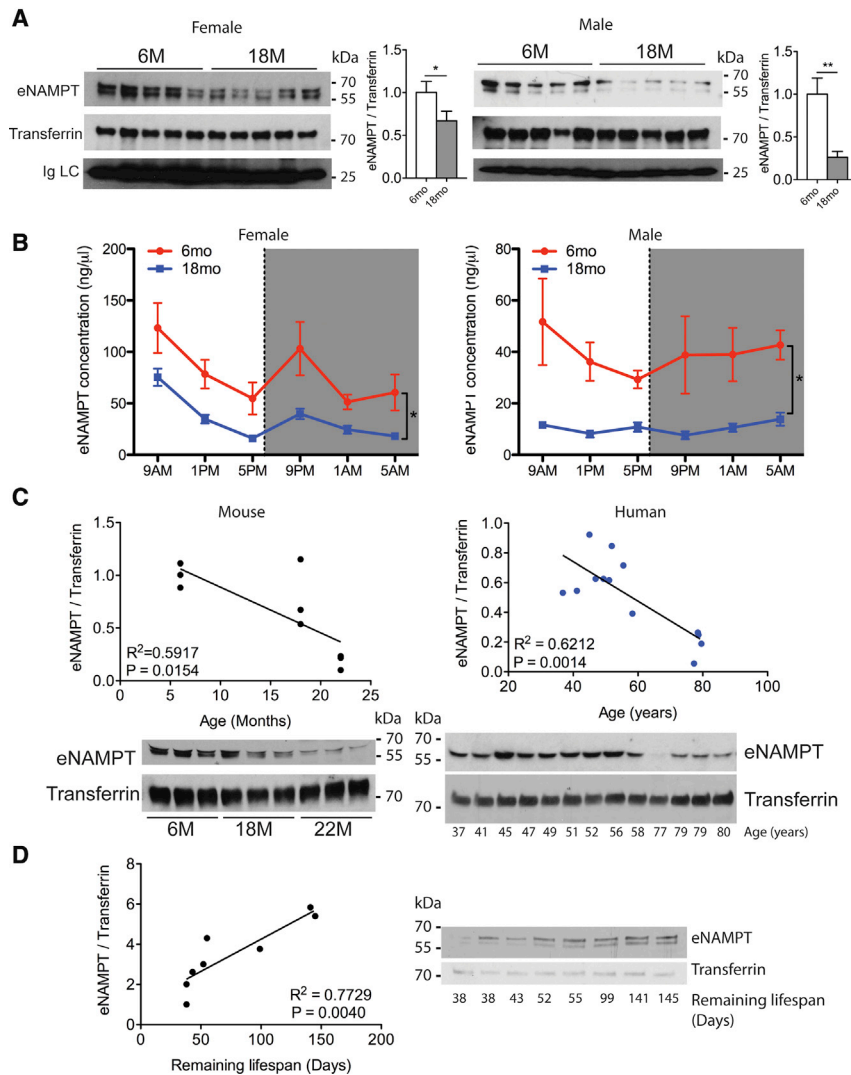 A
Female
6M 18M kDa
eNAMPT
70
55
Transferrin
70
Ig LC
25
eNAMPT / Transferrin
1.5
1.0
0.5
0.0
*
6mo
18mo
Male
6M 18M kDa
70
55
70
25
eNAMPT / Transferrin
1.5
1.0
0.5
0.0
**
6mo
18mo
B
Female
eNAMPT concentration (ng/μl)
200
150
100
50
0
6mo
18mo
*
9AM 1PM 5PM 9PM 1AM 5AM
Male
eNAMPT concentration (ng/μl)
80
60
40
20
0
6mo
18mo
*
9AM 1PM 5PM 9PM 1AM 5AM
C
Mouse
eNAMPT / Transferrin
1.5
1.0
0.5
0.0
R²=0.5917
P = 0.0154
0 5 10 15 20 25
Age (Months)
Human
eNAMPT / Transferrin
1.0
0.8
0.6
0.4
0.2
0.0
R² = 0.6212
P = 0.0014
20 40 60 80 100
Age (years)
kDa
eNAMPT
70
55
Transferrin
70
6M 18M 22M
kDa
70
55
eNAMPT
70
Transferrin
37 41 45 47 49 51 52 56 58 77 79 79 80 Age (years)
D
eNAMPT / Transferrin
8
6
4
2
0
R² = 0.7729
P = 0.0040
0 50 100 150 200
Remaining lifespan (Days)
kDa
70
55
eNAMPT
70
Transferrin
38 38 43 52 55 99 141 145 Remaining lifespan
(Days)